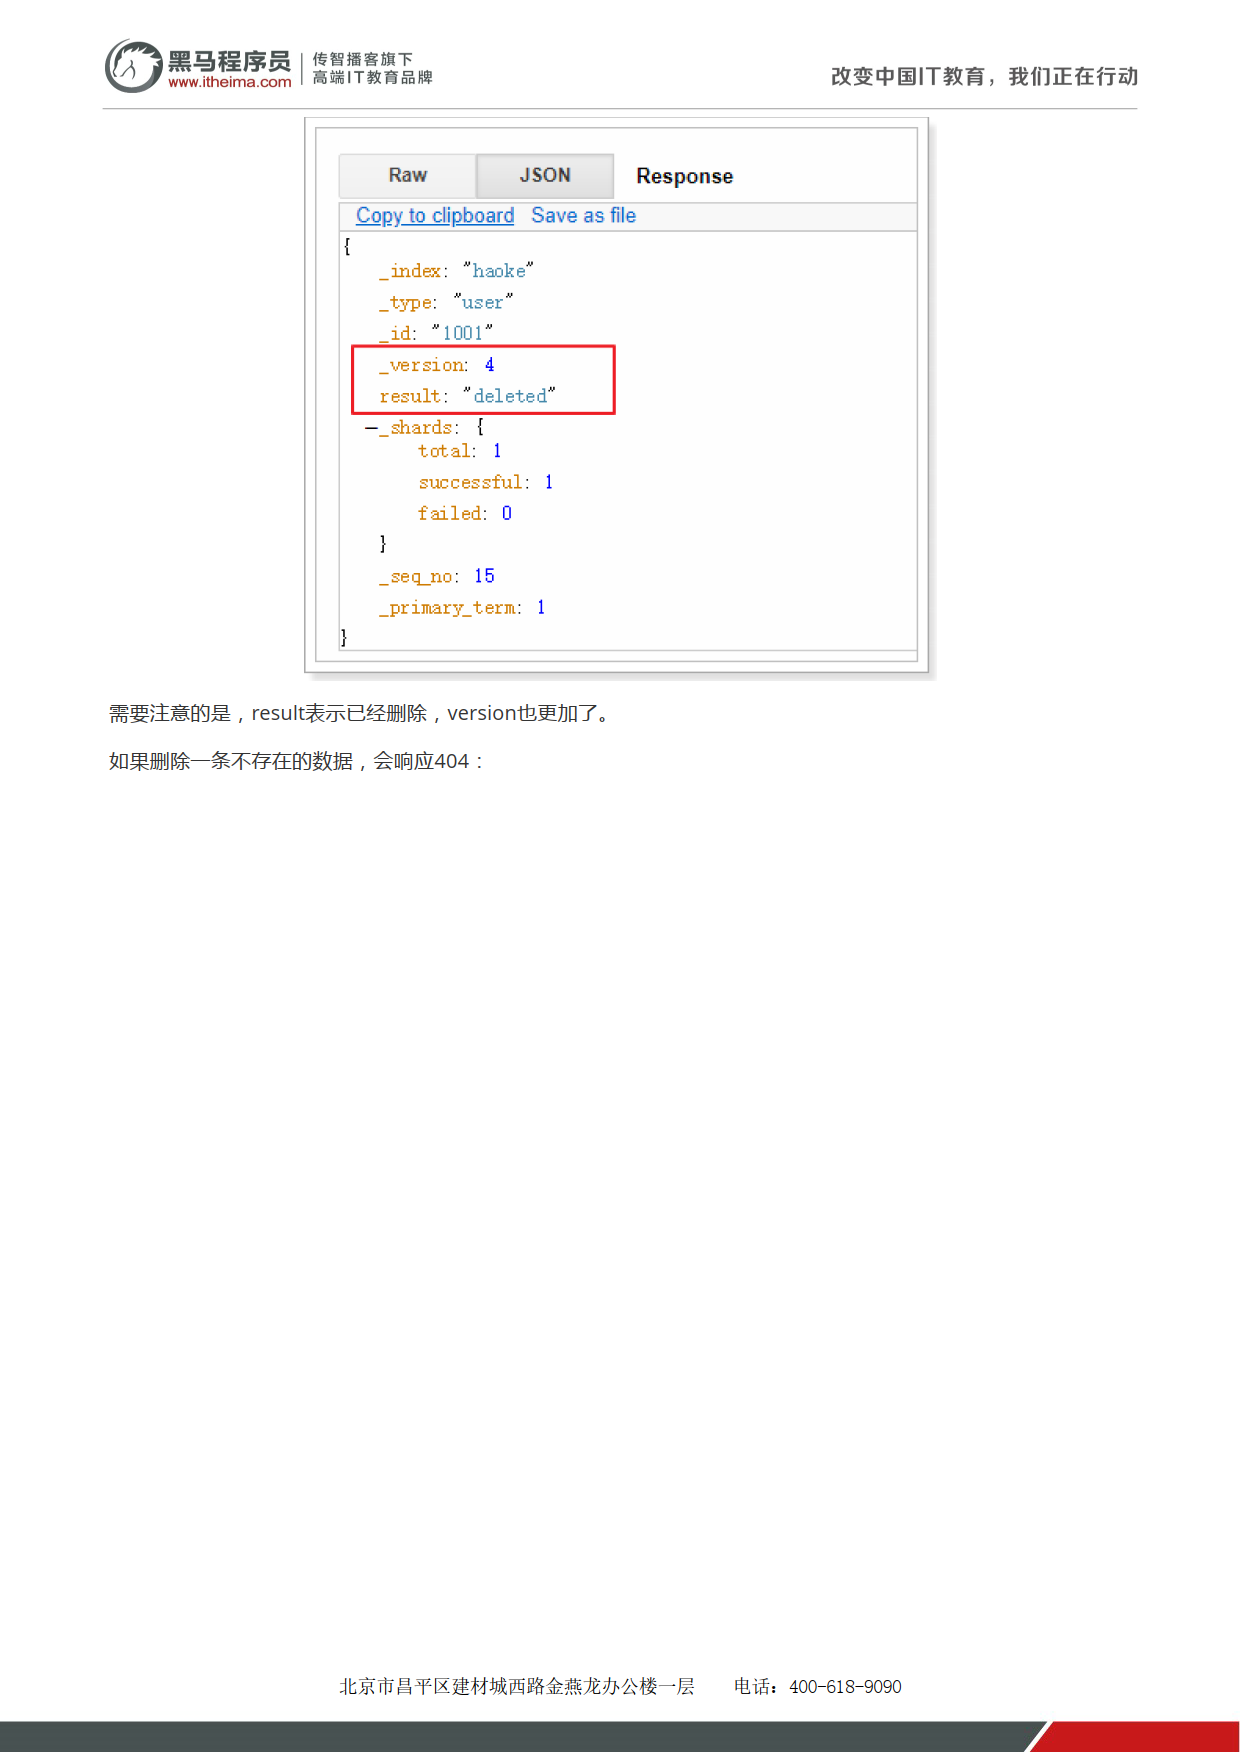 黑马程序员
www.itheima.com
传智播客旗下
高端IT教育品牌
改变中国IT教育，我们正在行动
Raw JSON Response
Copy to clipboard Save as file
{
_index: "haoke"
_type: "user"
_id: "1001"
_version: 4
result: "deleted"
–_shards: {
total: 1
successful: 1
failed: 0
}
_seq_no: 15
_primary_term: 1
}
需要注意的是，result表示已经删除，version也更加了。
如果删除一条不存在的数据，会响应404：
北京市昌平区建材城西路金燕龙办公楼一层 电话：400-618-9090